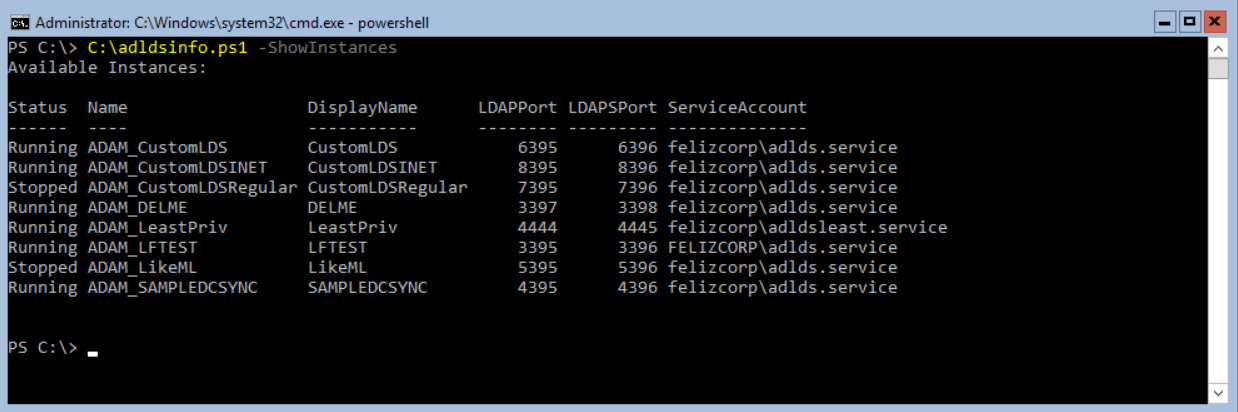 Administrator: C:\Windows\system32\cmd.exe - powershell
PS C:\> C:\adldsinfo.ps1 -ShowInstances
Available Instances:
Status  Name                  DisplayName      LDAPPort LDAPSPort ServiceAccount
------  ----                  -----------      -------- --------- --------------
Running ADAM_CustomLDS        CustomLDS            6395      6396 felizcorp\adlds.service
Running ADAM_CustomLDSINET    CustomLDSINET        8395      8396 felizcorp\adlds.service
Stopped ADAM_CustomLDSRegular CustomLDSRegular     7395      7396 felizcorp\adlds.service
Running ADAM_DELME            DELME                3397      3398 felizcorp\adlds.service
Running ADAM_LeastPriv        LeastPriv            4444      4445 felizcorp\adldsleast.service
Running ADAM_LFTEST           LFTEST               3395      3396 FELIZCORP\adlds.service
Stopped ADAM_LikeML           LikeML               5395      5396 felizcorp\adlds.service
Running ADAM_SAMPLEDCSYNC     SAMPLEDCSYNC         4395      4396 felizcorp\adlds.service
PS C:\>